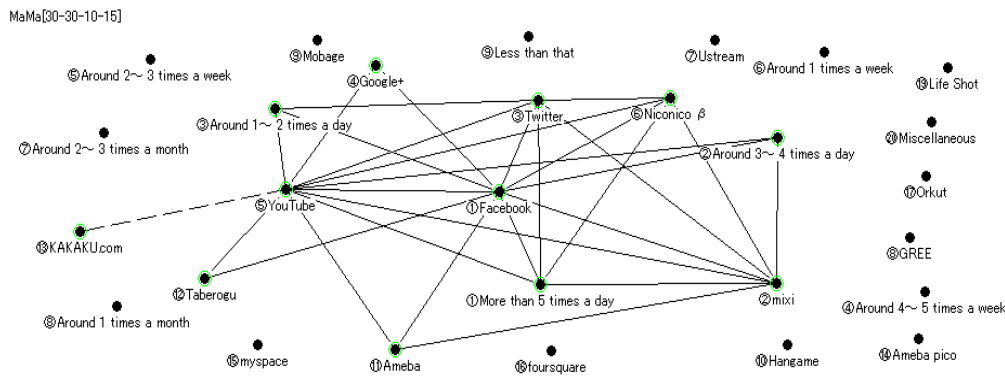 MaMa[30-30-10-15]
⑨Mobage
⑨Less than that
⑦Ustream
⑤Around 2～3 times a week
④Google+
⑥Around 1 times a week
⑲Life Shot
③Around 1～2 times a day
③Twitter
⑥Niconico β
⑳Miscellaneous
⑦Around 2～3 times a month
②Around 3～4 times a day
⑰Orkut
⑤YouTube
①Facebook
⑬KAKAKU.com
⑧GREE
⑫Taberogu
①More than 5 times a day
②mixi
④Around 4～5 times a week
⑧Around 1 times a month
⑮myspace
⑪Ameba
⑯foursquare
⑩Hangame
⑭Ameba pico